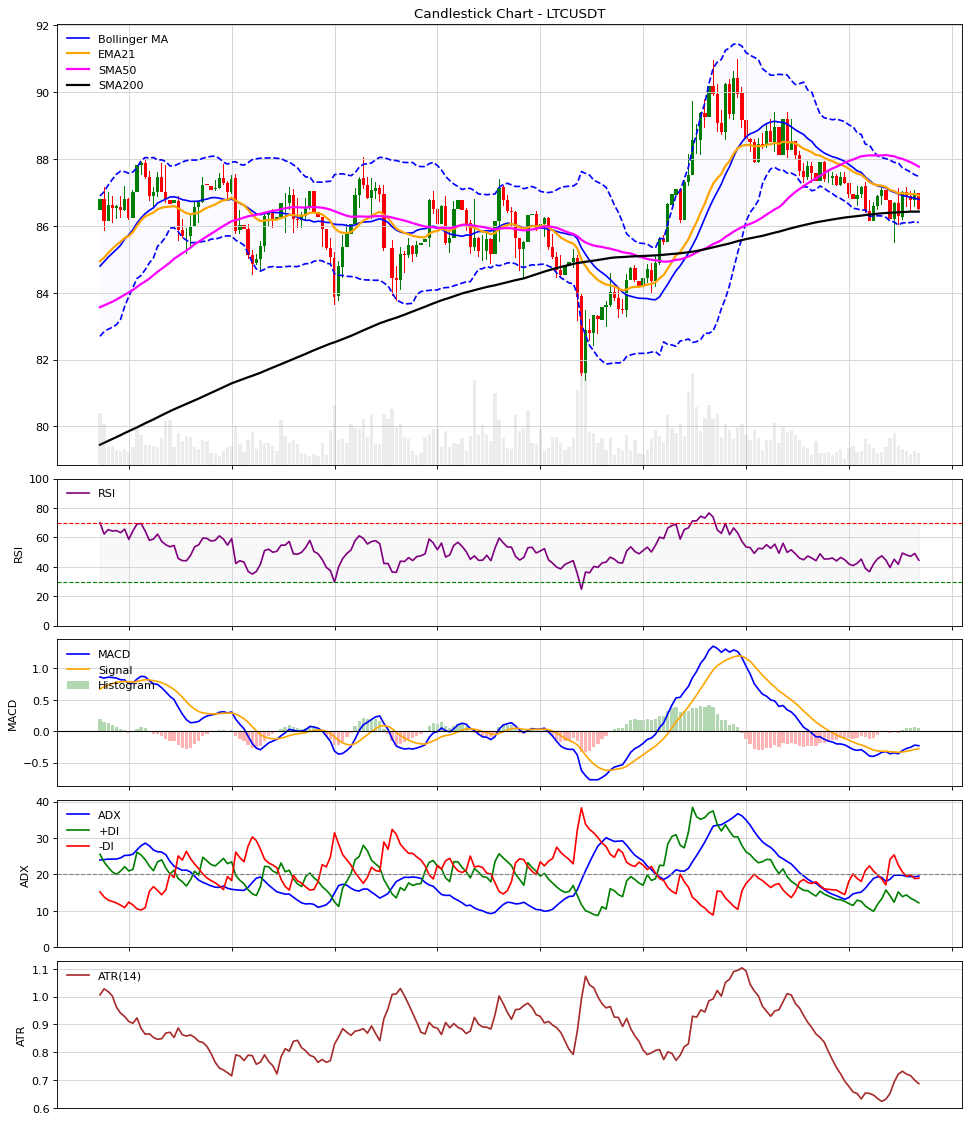 Candlestick Chart - LTCUSDT
92
90
88
86
84
82
80
Bollinger MA
EMA21
SMA50
SMA200
100
80
60
40
20
0
RSI
RSI
1.0
0.5
0.0
−0.5
MACD
MACD
Signal
Histogram
40
30
20
10
0
ADX
ADX
+DI
-DI
1.1
1.0
0.9
0.8
0.7
0.6
ATR
ATR(14)